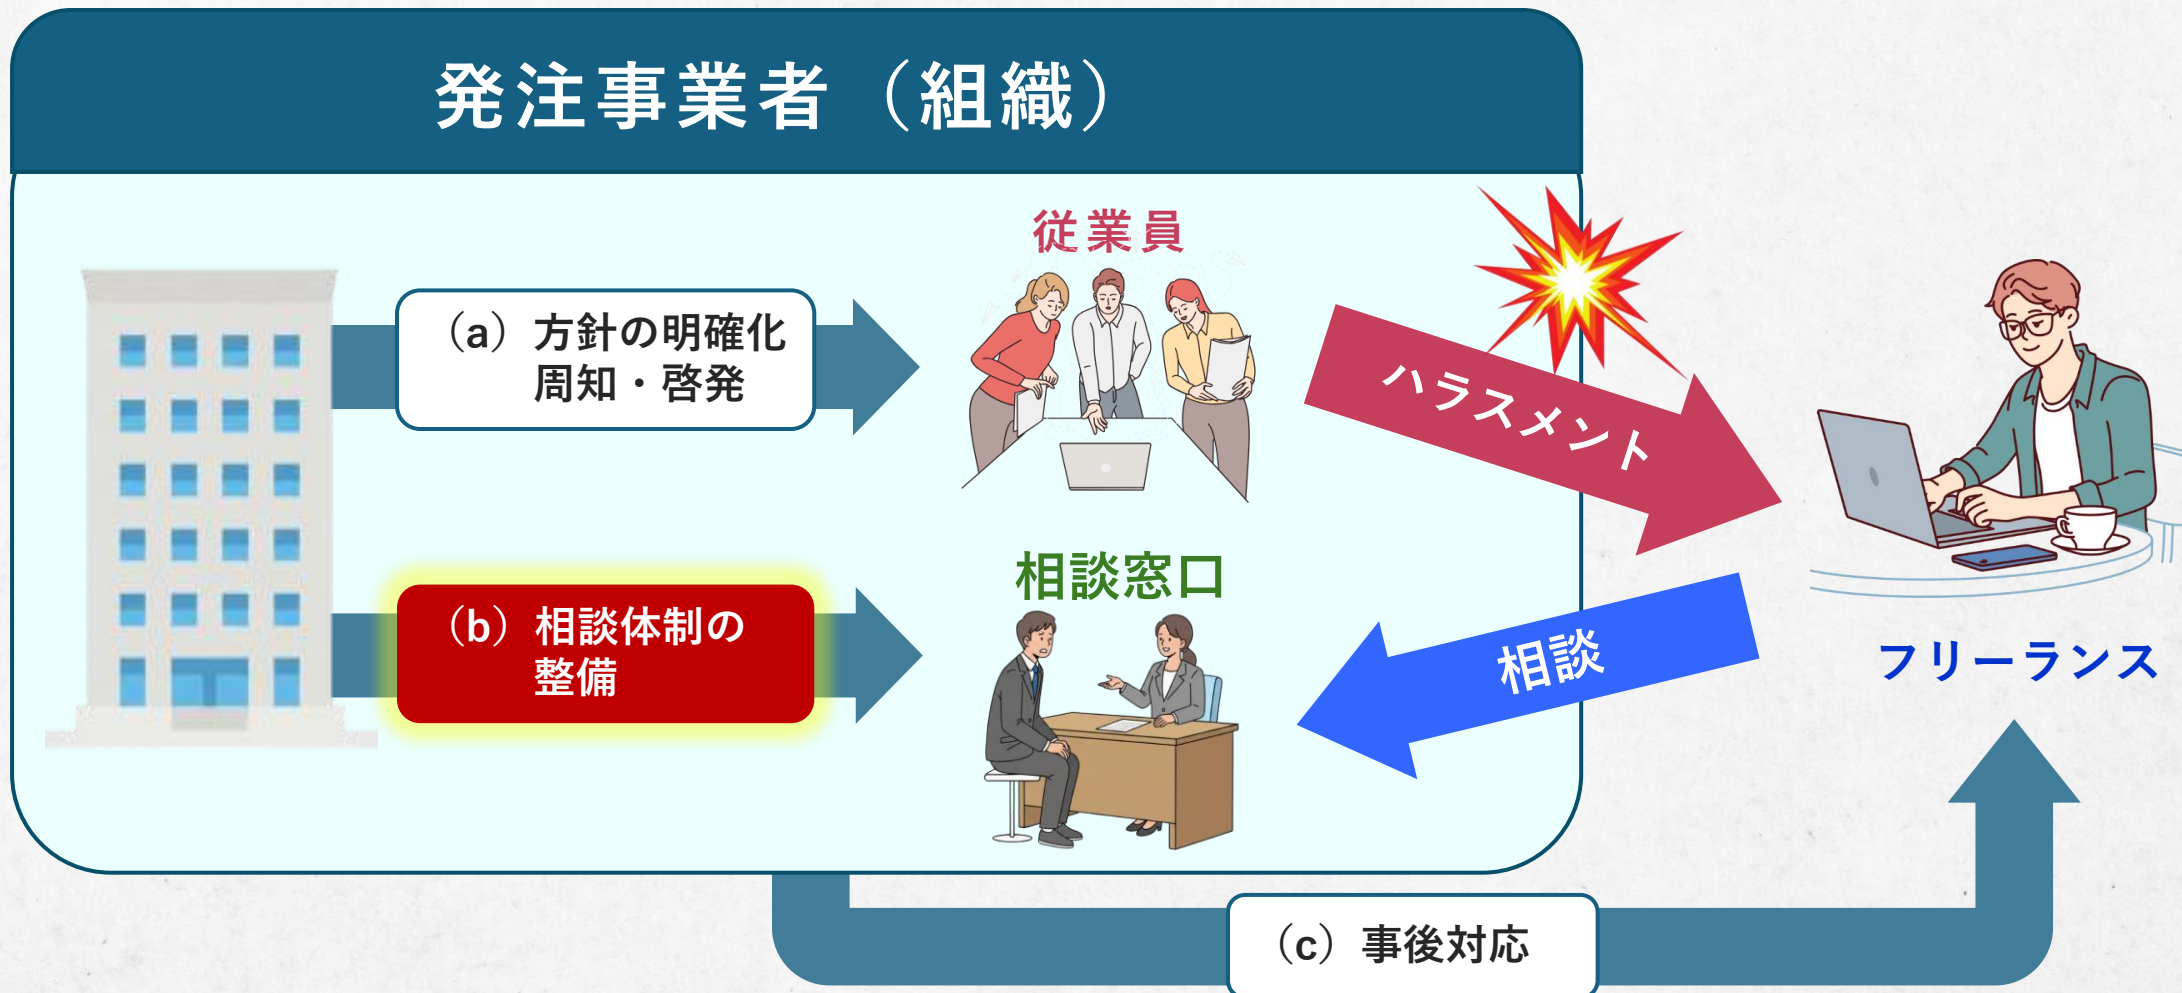 発注事業者（組織）
従業員
（a）方針の明確化
周知・啓発
ハラスメント
相談窓口
（b）相談体制の
整備
相談
フリーランス
（c）事後対応